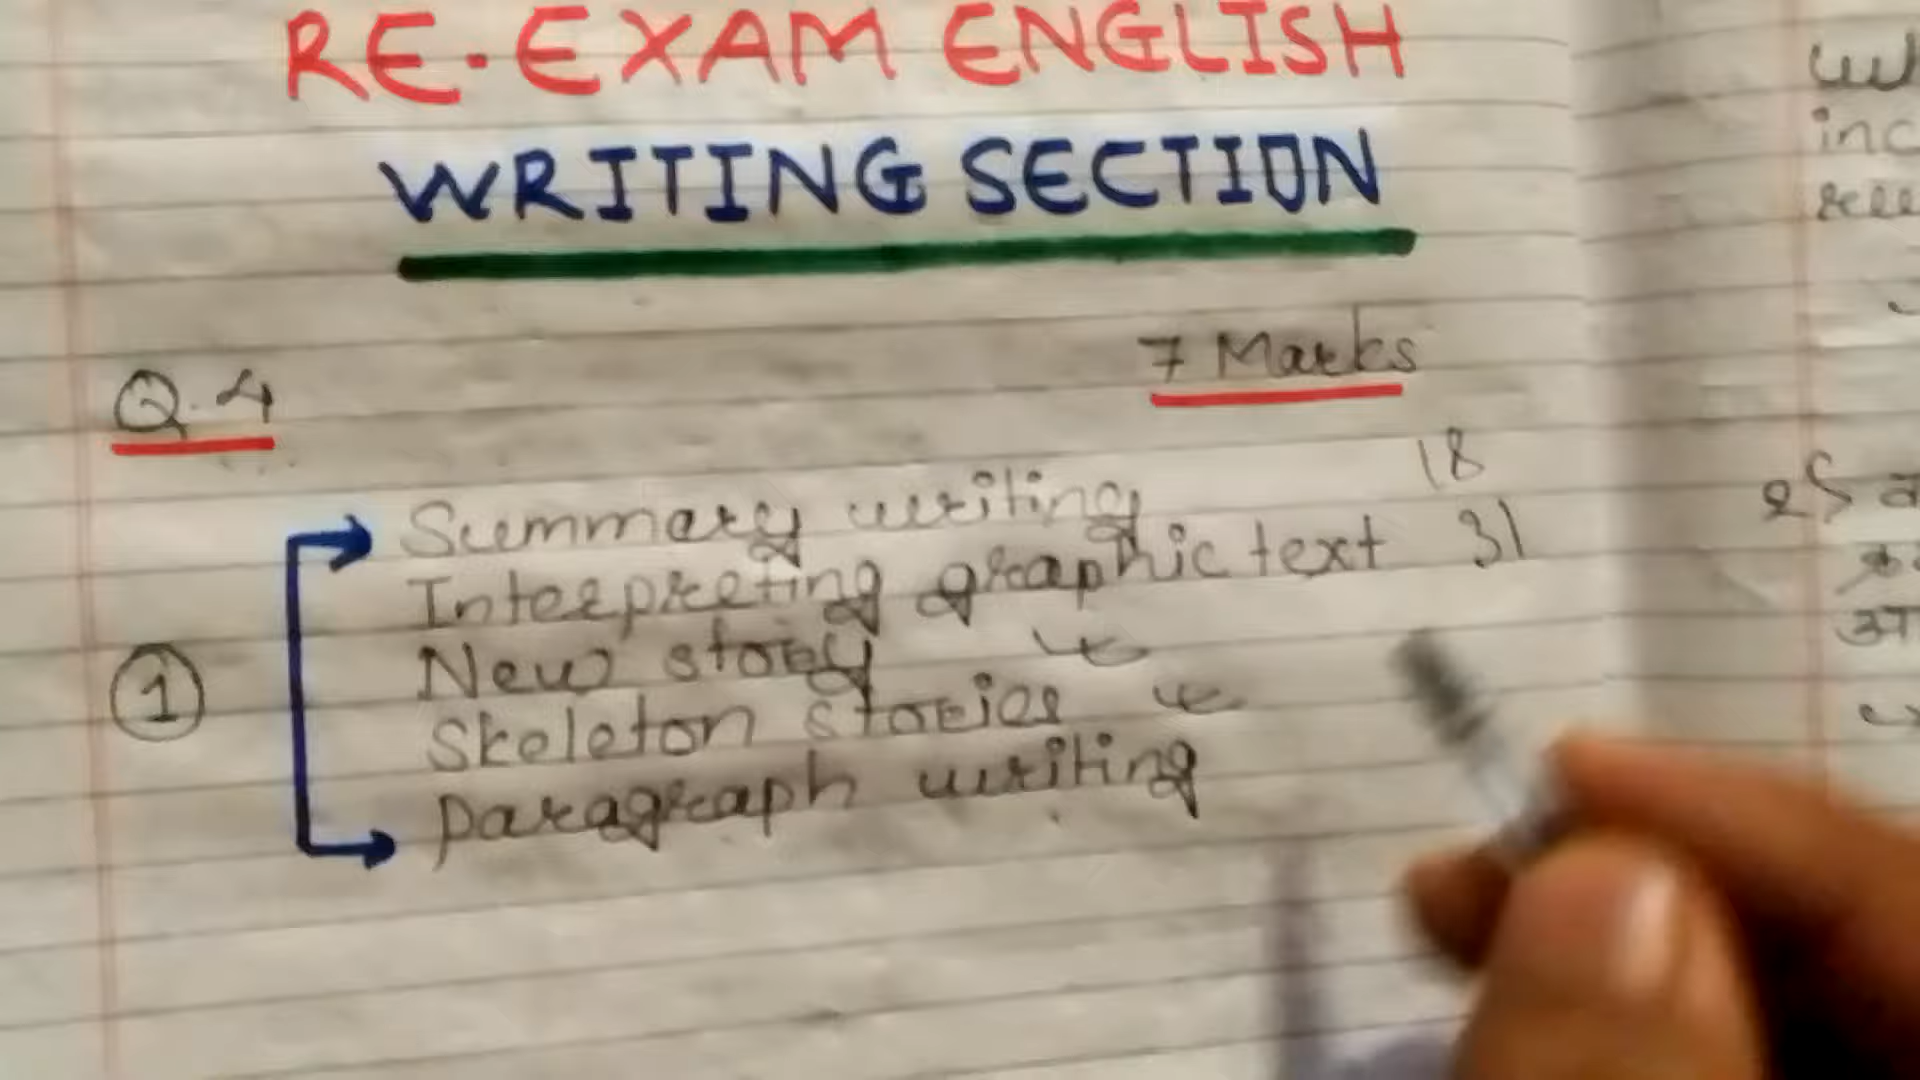 RE-EXAM ENGLISH
WRITING SECTION
7 Marks
Q.4
18
Summary writing
Interpreting graphic text 31
New story
Skeleton stories
1
paragraph writing
inc